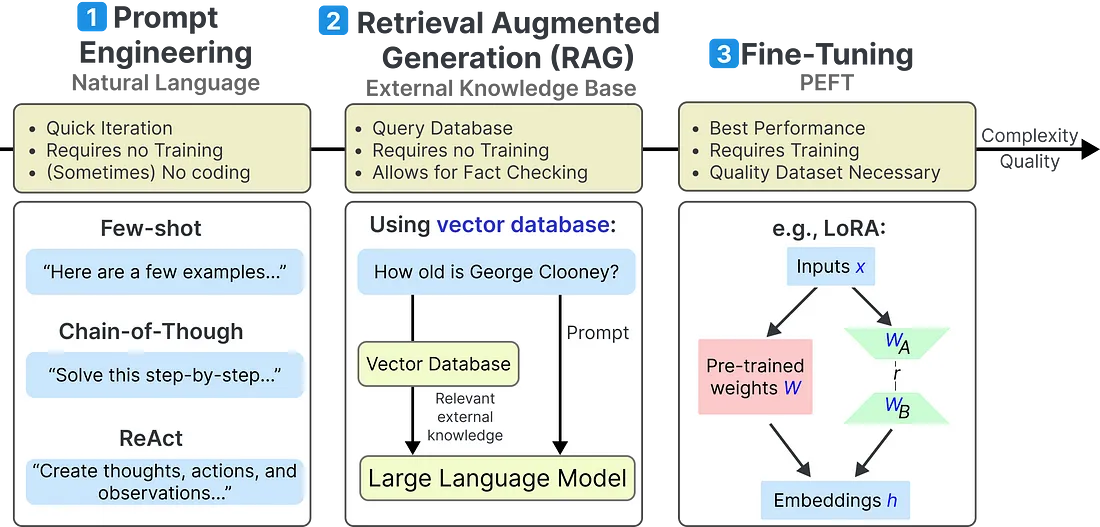 1 Prompt
Engineering
Natural Language
• Quick Iteration
• Requires no Training
• (Sometimes) No coding
Few-shot
“Here are a few examples...”
Chain-of-Though
“Solve this step-by-step...”
ReAct
“Create thoughts, actions, and
observations...”
2 Retrieval Augmented
Generation (RAG)
External Knowledge Base
• Query Database
• Requires no Training
• Allows for Fact Checking
Using vector database:
How old is George Clooney?
Prompt
Vector Database
Relevant
external
knowledge
Large Language Model
3 Fine-Tuning
PEFT
• Best Performance
• Requires Training
• Quality Dataset Necessary
e.g., LoRA:
Inputs x
Pre-trained
weights W
WA
r
WB
Embeddings h
Complexity
Quality